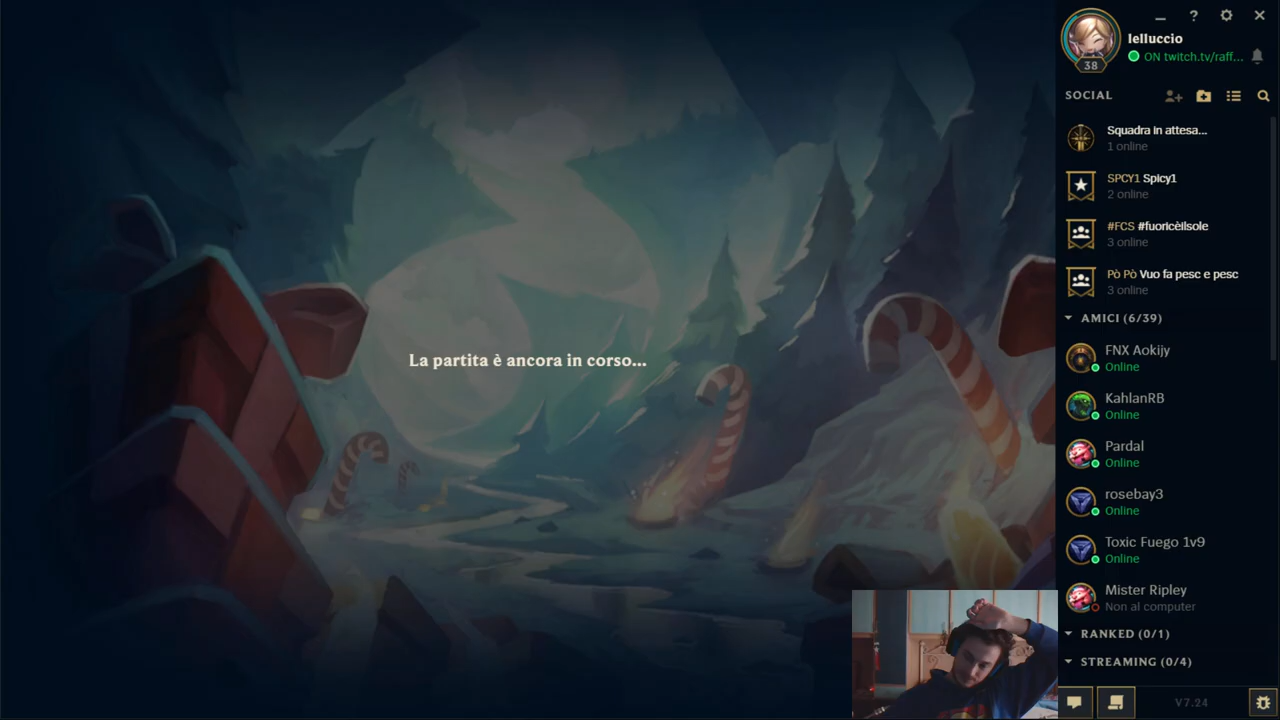 lelluccio
38
ON twitch.tv/raff...
SOCIAL
Squadra in attesa...
1 online
SPCY1 Spicy1
2 online
#FCS #fuoricèilsole
3 online
Pò Pò Vuo fa pesc e pesc
3 online
AMICI (6/39)
FNX Aokijy
Online
KahlanRB
Online
Pardal
Online
rosebay3
Online
Toxic Fuego 1v9
Online
Mister Ripley
Non al computer
RANKED (0/1)
STREAMING (0/4)
V7.24
La partita è ancora in corso...